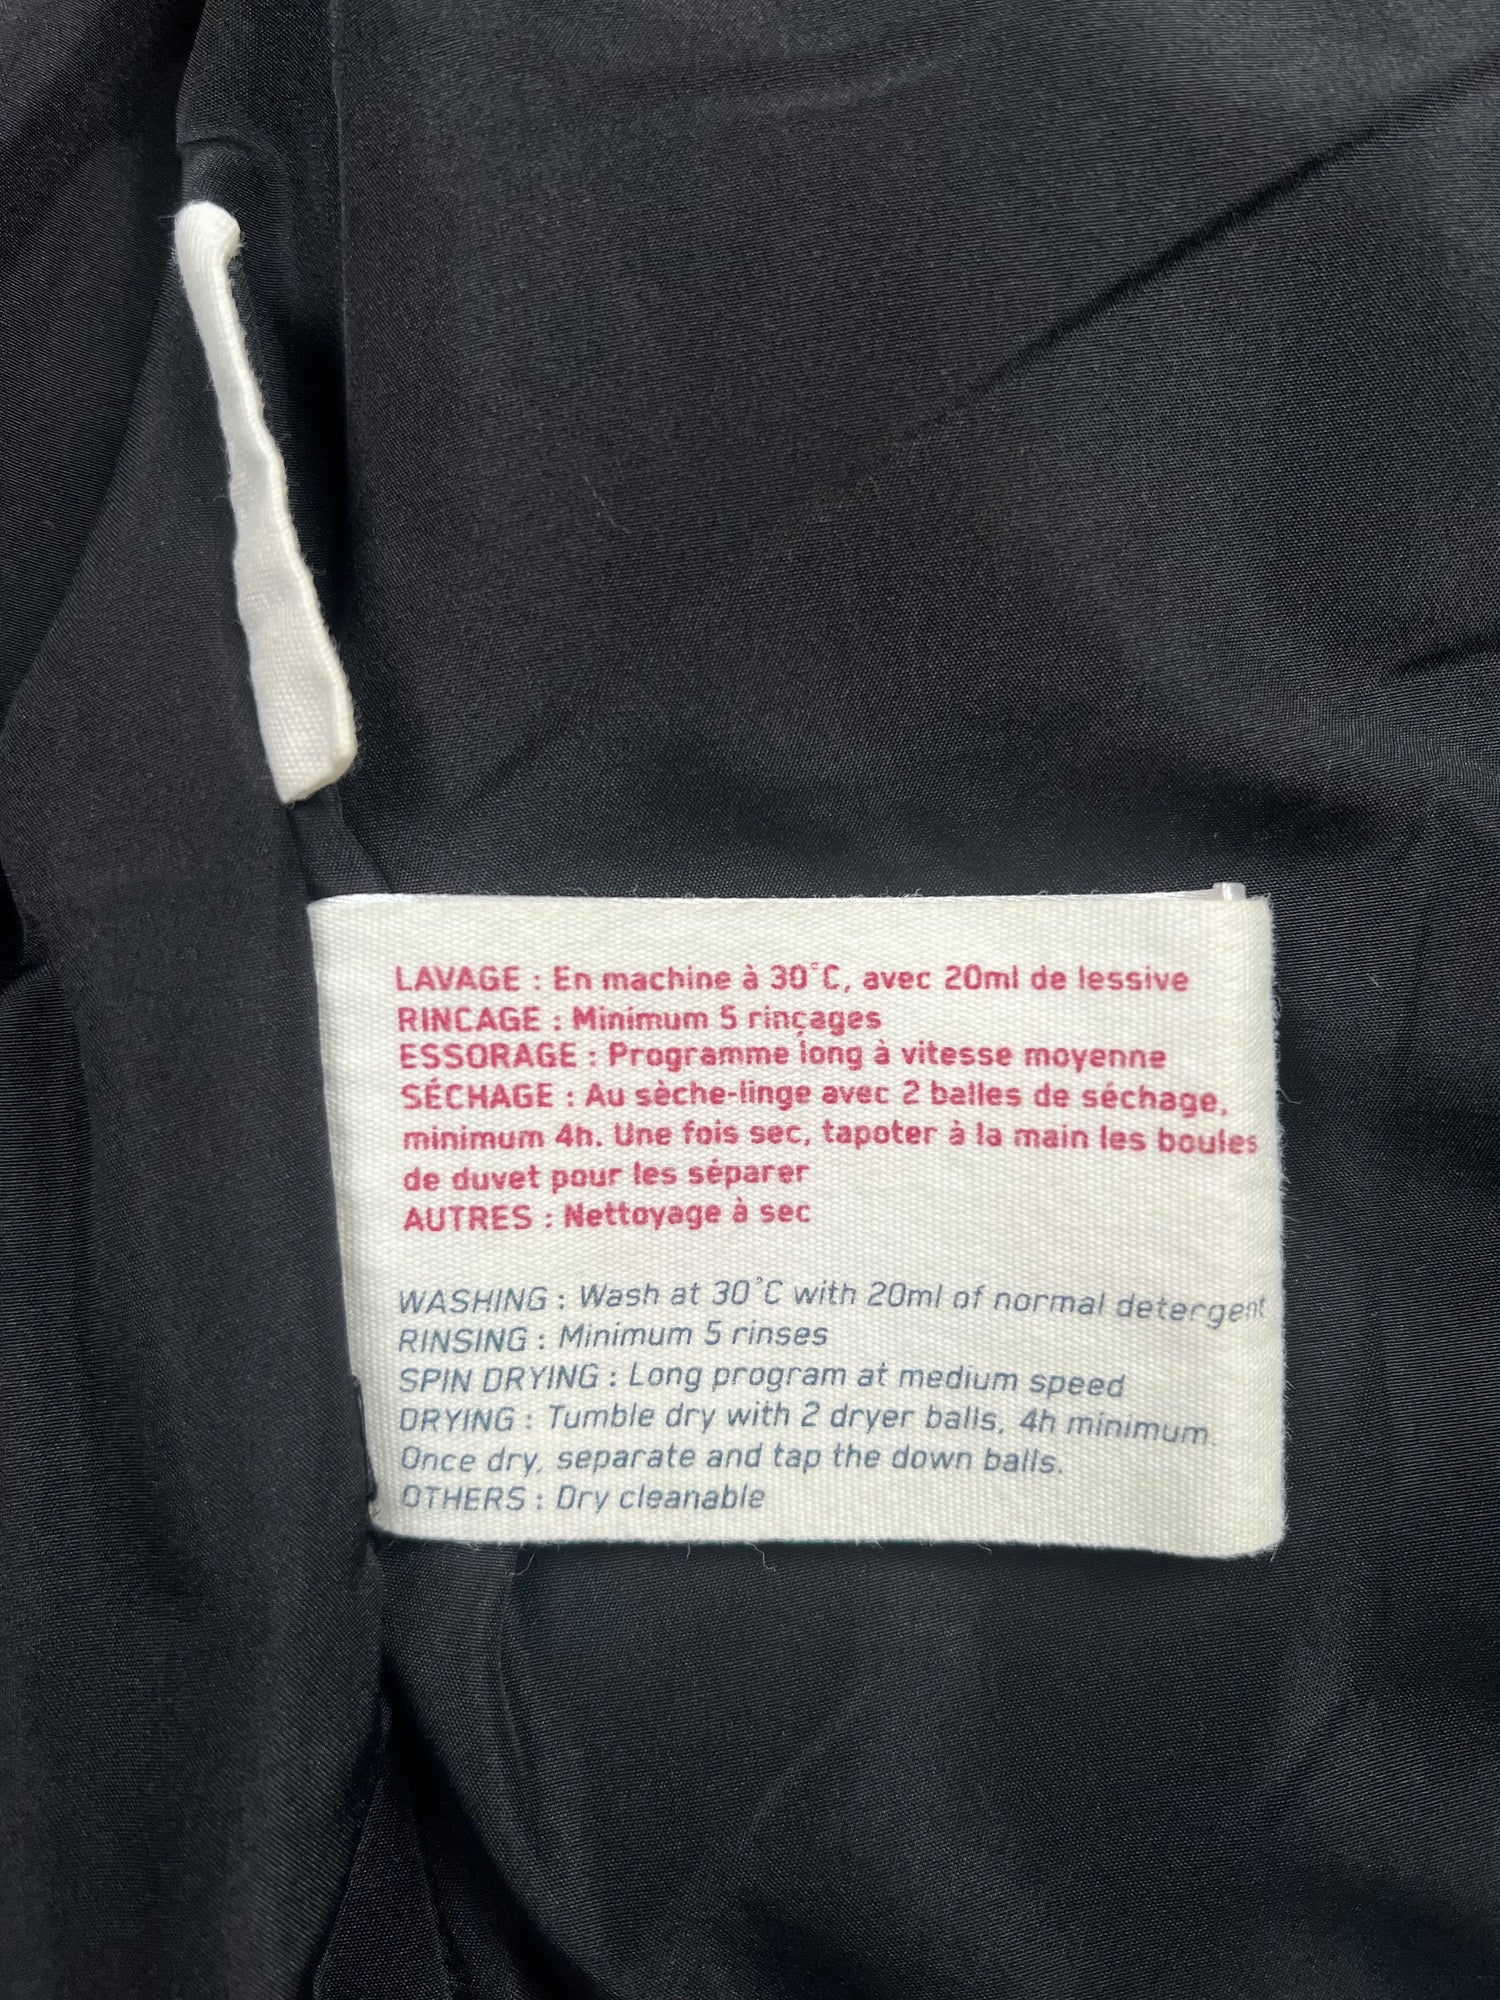 LAVAGE : En machine à 30°C, avec 20ml de lessive
RINCAGE : Minimum 5 rinçages
ESSORAGE : Programme long à vitesse moyenne
SÉCHAGE : Au sèche-linge avec 2 balles de séchage,
minimum 4h. Une fois sec, tapoter à la main les boules
de duvet pour les séparer
AUTRES : Nettoyage à sec
WASHING : Wash at 30°C with 20ml of normal detergent
RINSING : Minimum 5 rinses
SPIN DRYING : Long program at medium speed
DRYING : Tumble dry with 2 dryer balls, 4h minimum.
Once dry, separate and tap the down balls.
OTHERS : Dry cleanable